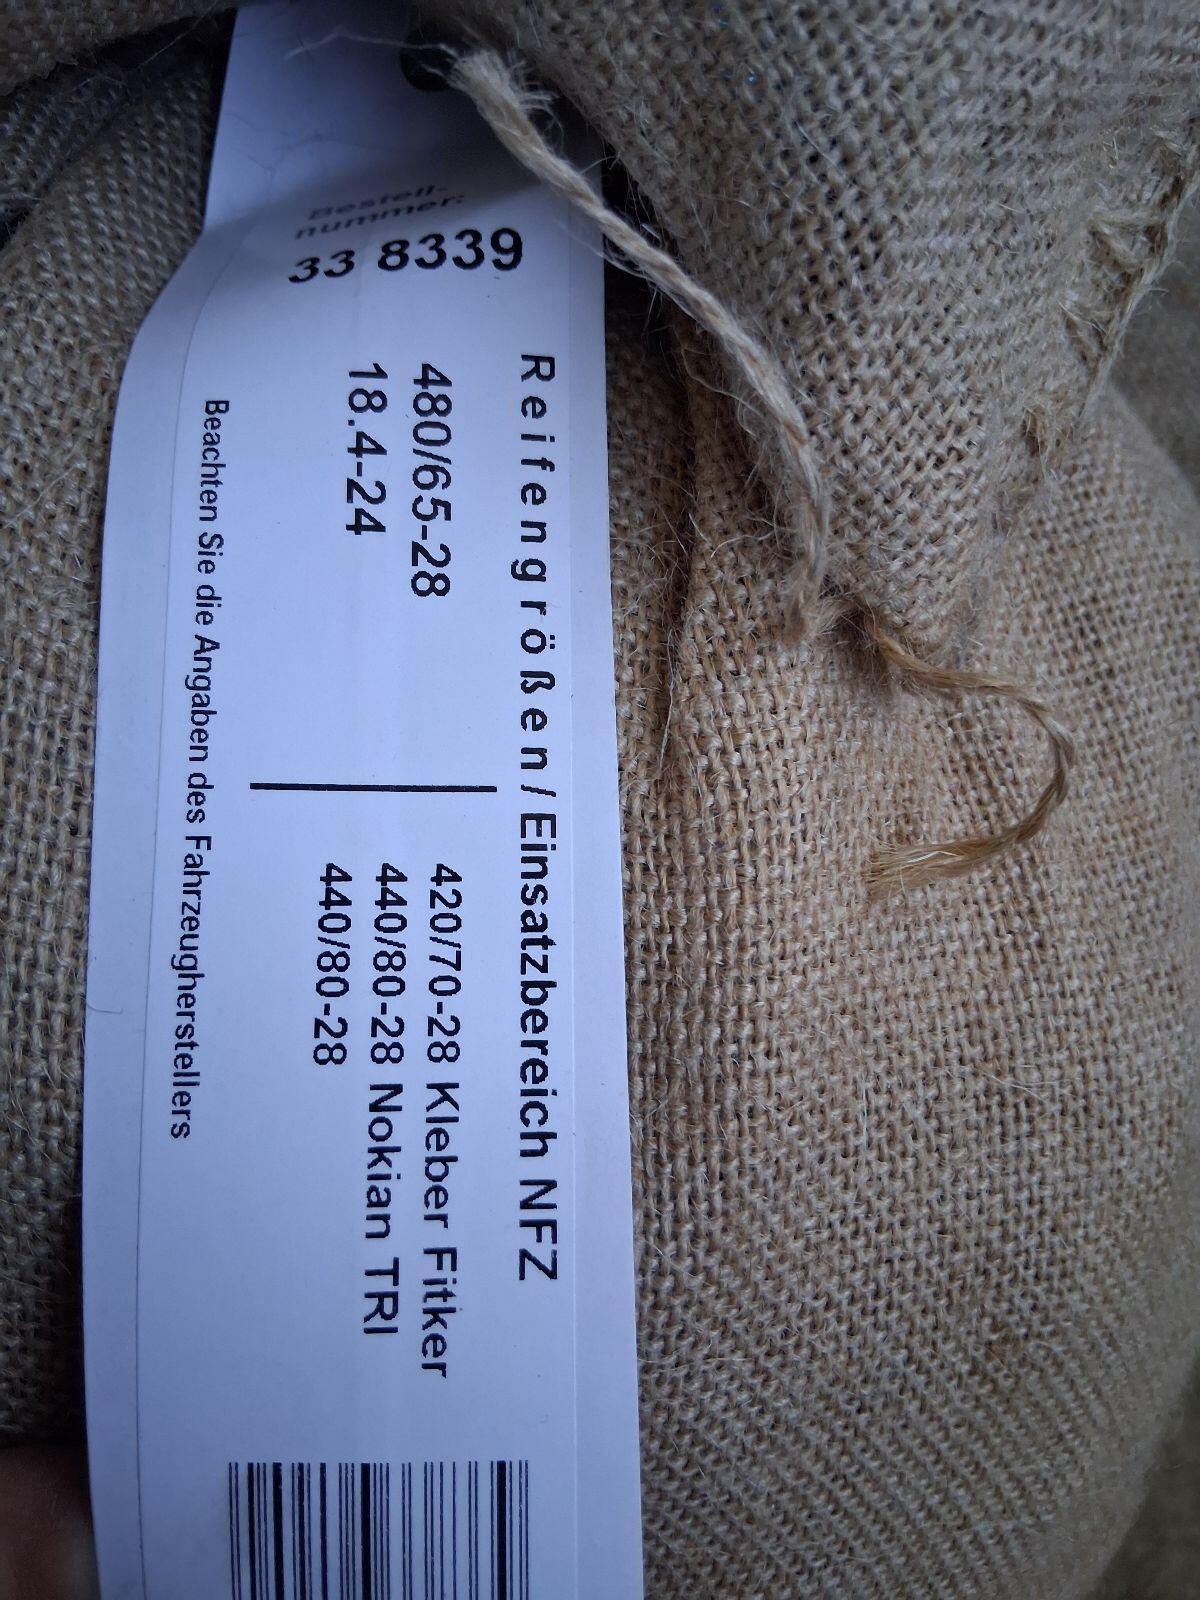 Bestell-
nummer:
33 8339
Reifengrößen / Einsatzbereich NFZ
480/65-28
18.4-24
420/70-28 Kleber Fitker
440/80-28 Nokian TRI
440/80-28
Beachten Sie die Angaben des Fahrzeugherstellers